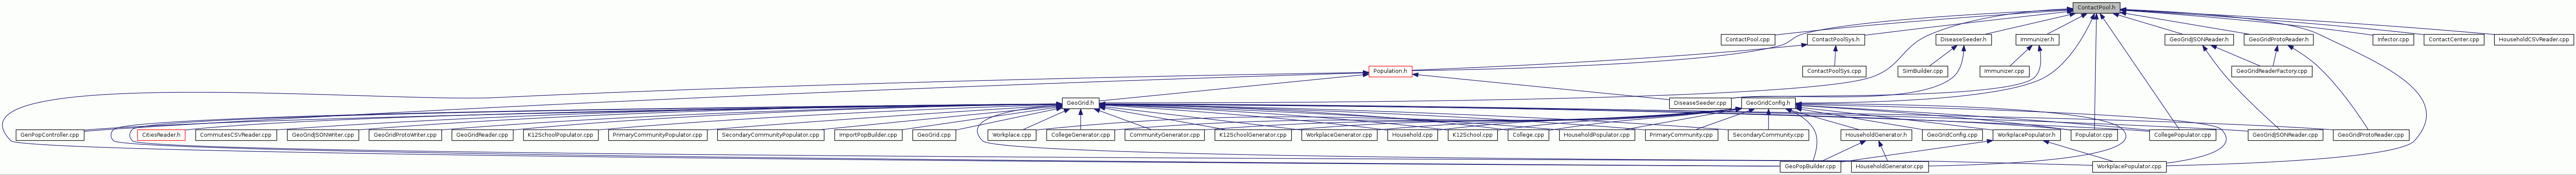 ContactPool.h
ContactPool.cpp
ContactPoolSys.h
DiseaseSeeder.h
Immunizer.h
GeoGridJSONReader.h
GeoGridProtoReader.h
Infector.cpp
ContactCenter.cpp
HouseholdCSVReader.cpp
Population.h
ContactPoolSys.cpp
SimBuilder.cpp
Immunizer.cpp
GeoGridReaderFactory.cpp
GeoGrid.h
DiseaseSeeder.cpp
GeoGridConfig.h
GenPopController.cpp
CitiesReader.h
CommutesCSVReader.cpp
GeoGridJSONWriter.cpp
GeoGridProtoWriter.cpp
GeoGridReader.cpp
K12SchoolPopulator.cpp
PrimaryCommunityPopulator.cpp
SecondaryCommunityPopulator.cpp
ImportPopBuilder.cpp
GeoGrid.cpp
Workplace.cpp
CollegeGenerator.cpp
CommunityGenerator.cpp
K12SchoolGenerator.cpp
WorkplaceGenerator.cpp
Household.cpp
K12School.cpp
College.cpp
HouseholdPopulator.cpp
PrimaryCommunity.cpp
SecondaryCommunity.cpp
HouseholdGenerator.h
GeoGridConfig.cpp
WorkplacePopulator.h
Populator.cpp
CollegePopulator.cpp
GeoGridJSONReader.cpp
GeoGridProtoReader.cpp
GeoPopBuilder.cpp
HouseholdGenerator.cpp
WorkplacePopulator.cpp